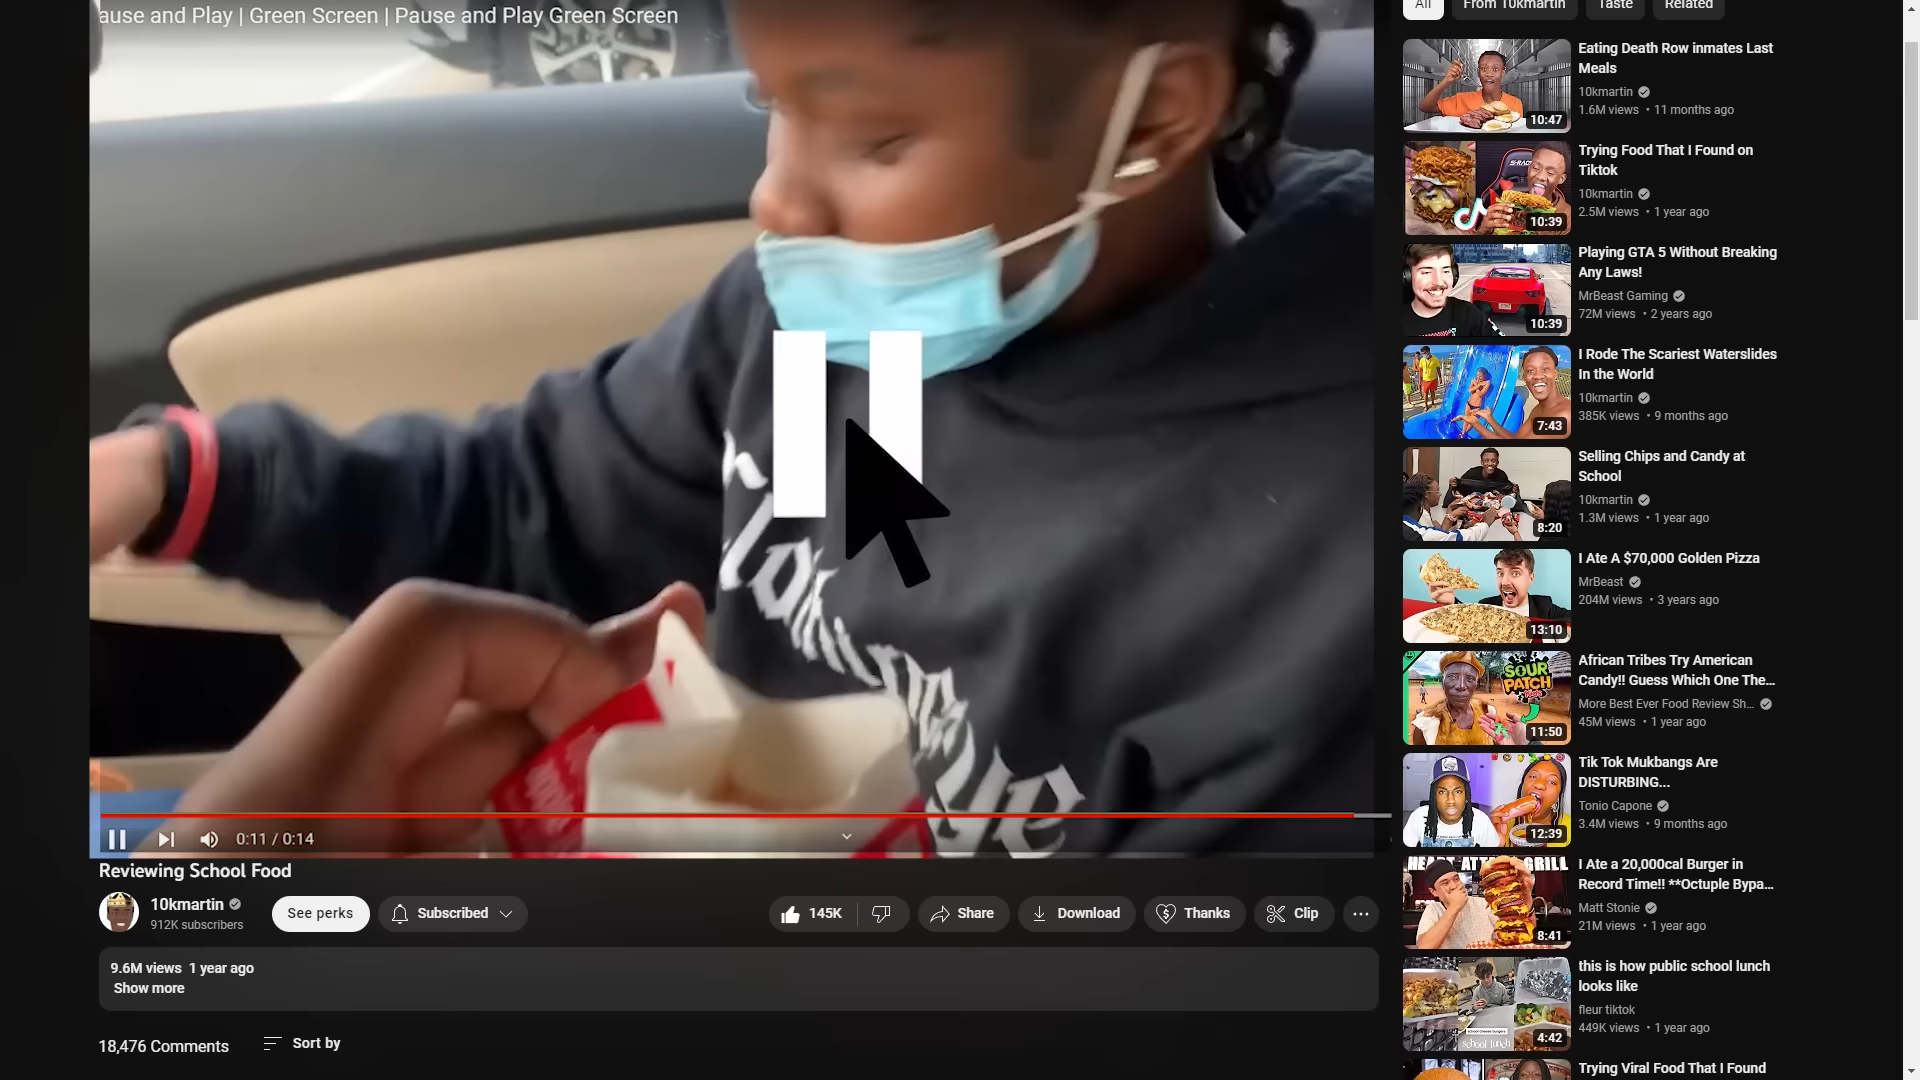 ause and Play | Green Screen | Pause and Play Green Screen
0:11 / 0:14
Reviewing School Food
10kmartin
912K subscribers
See perks
Subscribed
145K
Share
Download
Thanks
Clip
9.6M views 1 year ago
Show more
18,476 Comments
Sort by
All
From 10kmartin
Taste
Related
10:47
Eating Death Row inmates Last
Meals
10kmartin
1.6M views • 11 months ago
10:39
Trying Food That I Found on
Tiktok
10kmartin
2.5M views • 1 year ago
10:39
Playing GTA 5 Without Breaking
Any Laws!
MrBeast Gaming
72M views • 2 years ago
7:43
I Rode The Scariest Waterslides
In the World
10kmartin
385K views • 9 months ago
8:20
Selling Chips and Candy at
School
10kmartin
1.3M views • 1 year ago
13:10
I Ate A $70,000 Golden Pizza
MrBeast
204M views • 3 years ago
SOUR
PATCH
KIDS
11:50
African Tribes Try American
Candy!! Guess Which One The...
More Best Ever Food Review Sh...
45M views • 1 year ago
12:39
Tik Tok Mukbangs Are
DISTURBING...
Tonio Capone
3.4M views • 9 months ago
HEART ATT GRILL
8:41
I Ate a 20,000cal Burger in
Record Time!! **Octuple Bypa...
Matt Stonie
21M views • 1 year ago
school lunch
4:42
this is how public school lunch
looks like
fleur tiktok
449K views • 1 year ago
Trying Viral Food That I Found